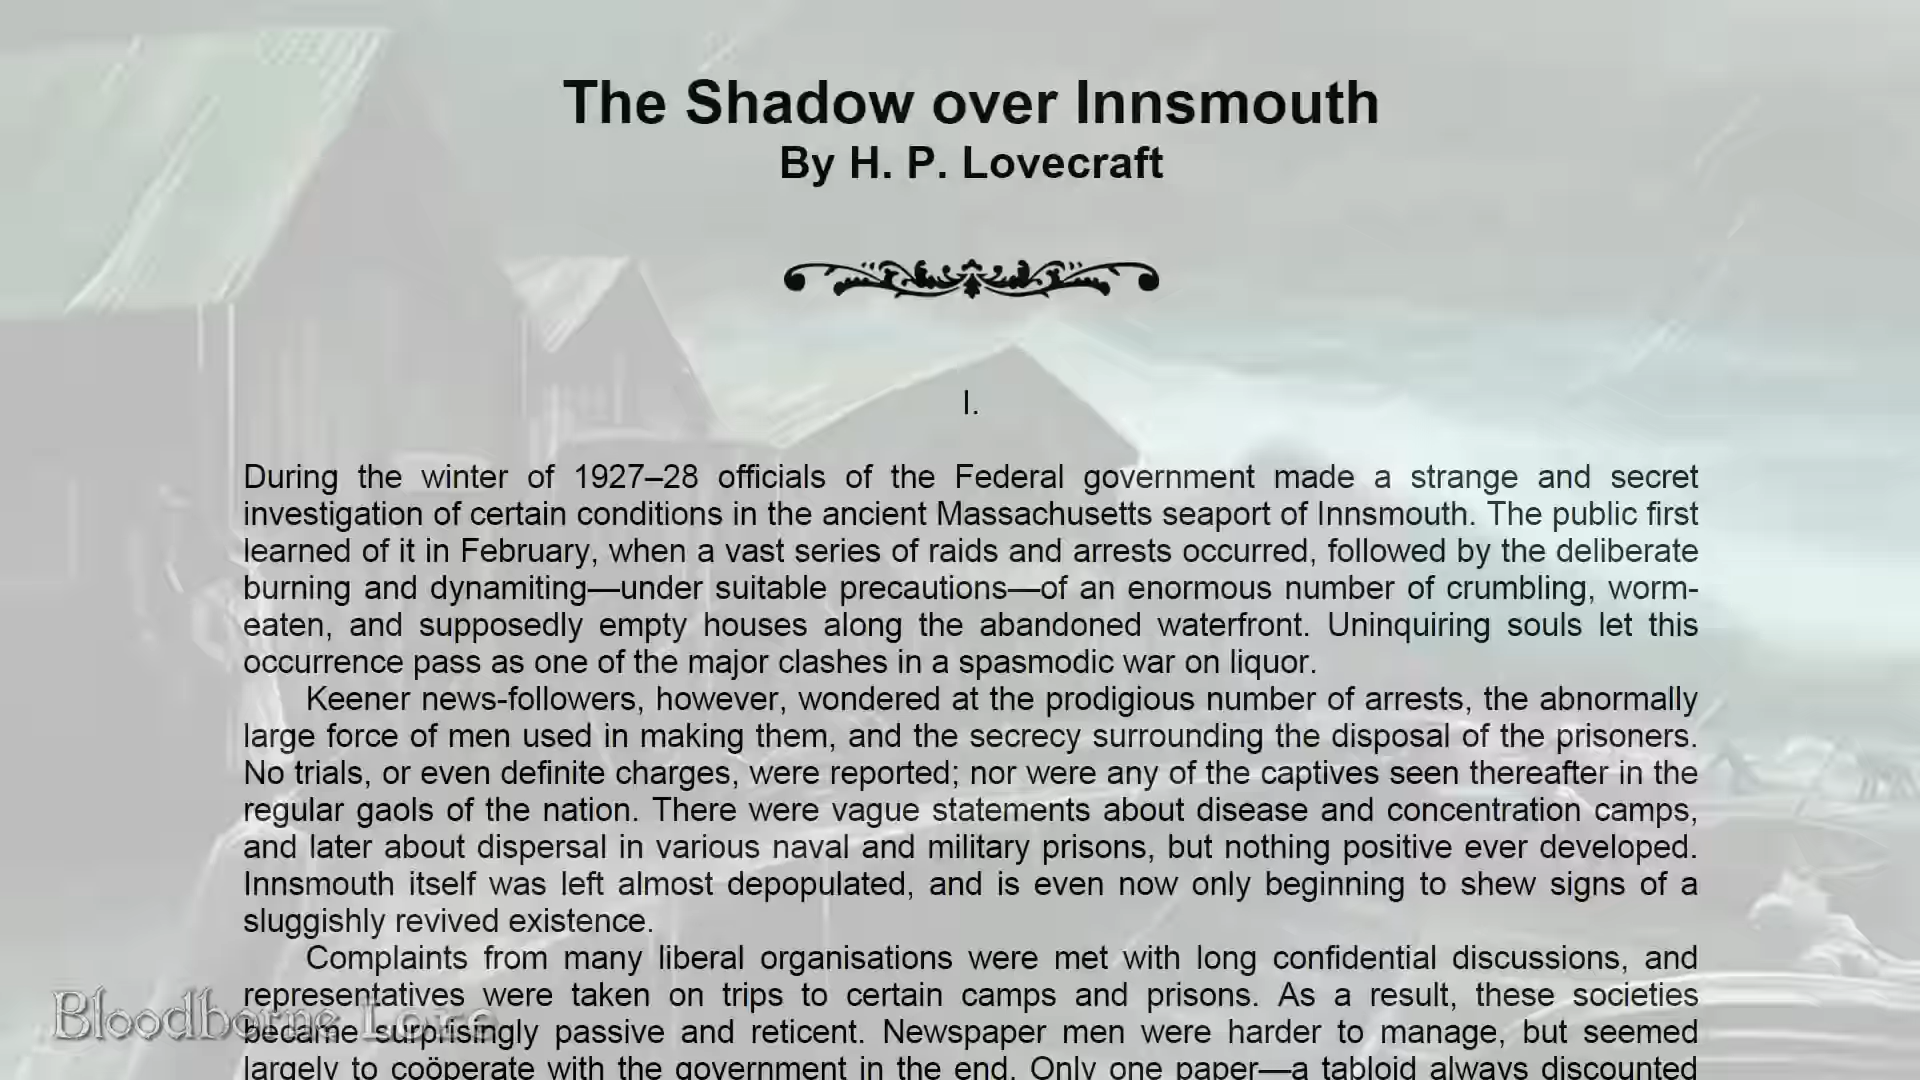 The Shadow over Innsmouth
By H. P. Lovecraft
I.
During the winter of 1927–28 officials of the Federal government made a strange and secret
investigation of certain conditions in the ancient Massachusetts seaport of Innsmouth. The public first
learned of it in February, when a vast series of raids and arrests occurred, followed by the deliberate
burning and dynamiting—under suitable precautions—of an enormous number of crumbling, worm-
eaten, and supposedly empty houses along the abandoned waterfront. Uninquiring souls let this
occurrence pass as one of the major clashes in a spasmodic war on liquor.
Keener news-followers, however, wondered at the prodigious number of arrests, the abnormally
large force of men used in making them, and the secrecy surrounding the disposal of the prisoners.
No trials, or even definite charges, were reported; nor were any of the captives seen thereafter in the
regular gaols of the nation. There were vague statements about disease and concentration camps,
and later about dispersal in various naval and military prisons, but nothing positive ever developed.
Innsmouth itself was left almost depopulated, and is even now only beginning to shew signs of a
sluggishly revived existence.
Complaints from many liberal organisations were met with long confidential discussions, and
representatives were taken on trips to certain camps and prisons. As a result, these societies
became surprisingly passive and reticent. Newspaper men were harder to manage, but seemed
largely to coöperate with the government in the end. Only one paper—a tabloid always discounted
Bloodborne Lore